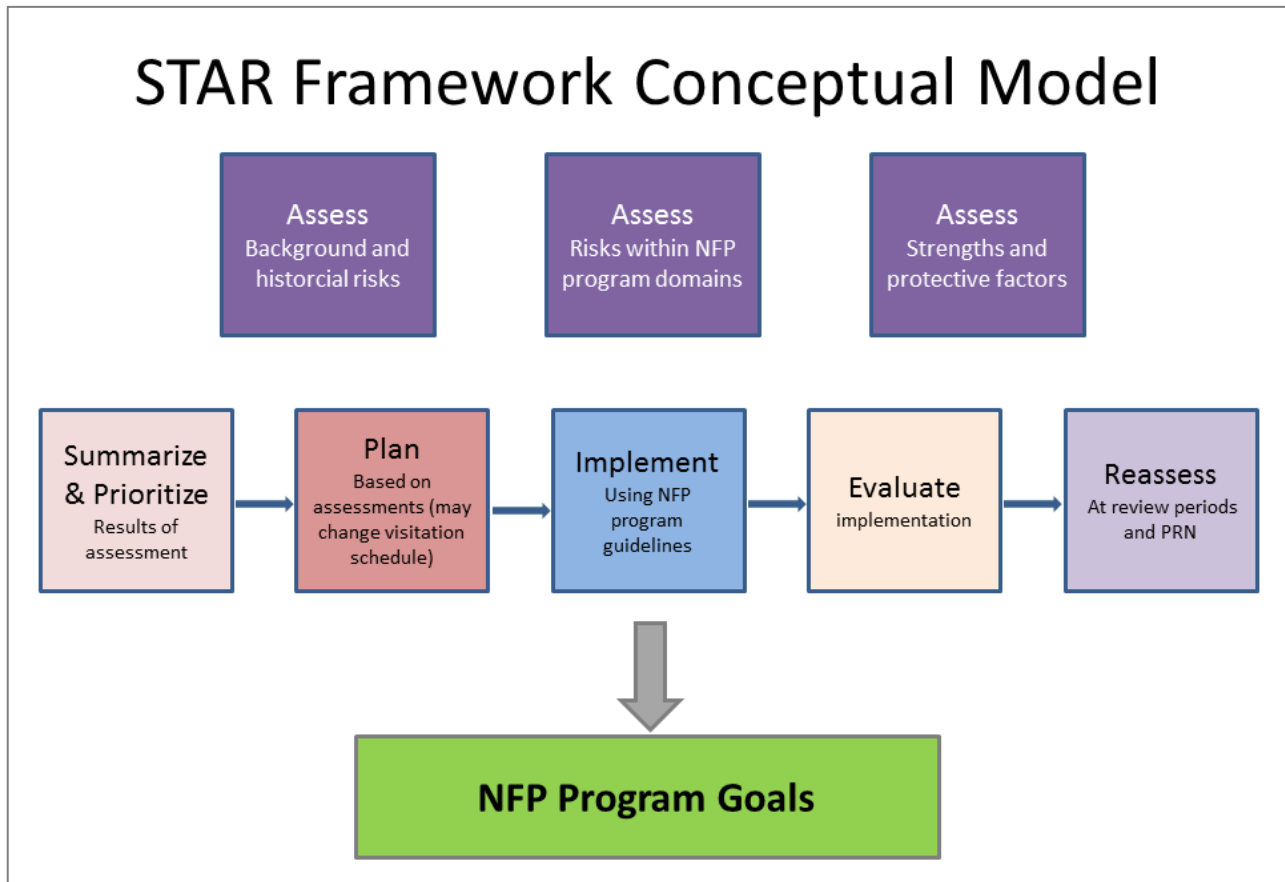 STAR Framework Conceptual Model
Assess
Background and
historcial risks
Assess
Risks within NFP
program domains
Assess
Strengths and
protective factors
Summarize
& Prioritize
Results of
assessment
Plan
Based on
assessments (may
change visitation
schedule)
Implement
Using NFP
program
guidelines
Evaluate
implementation
Reassess
At review periods
and PRN
NFP Program Goals